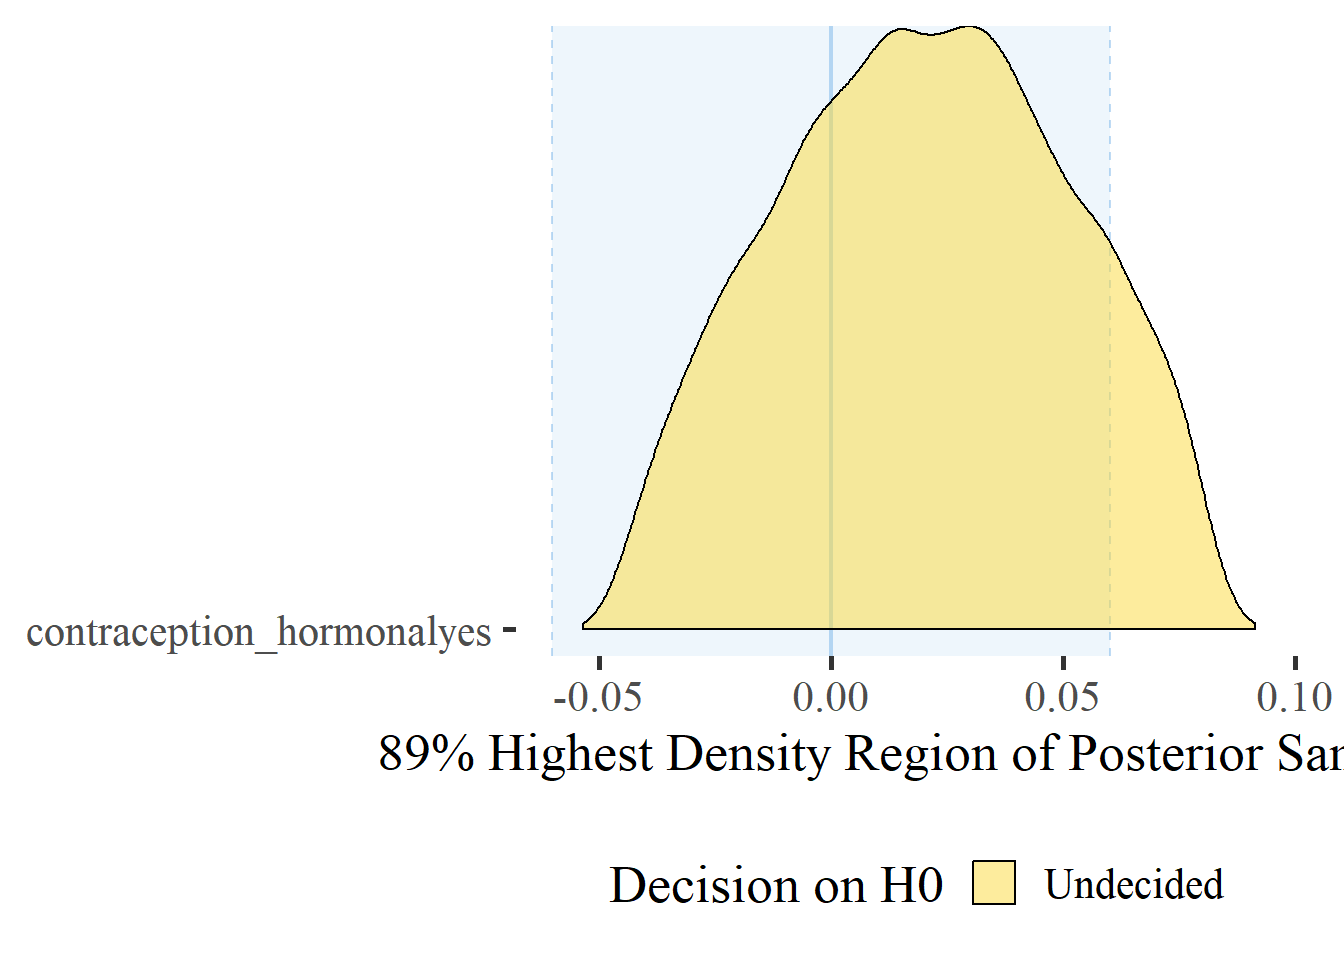 contraception_hormonalyes
-0.05 0.00 0.05 0.10
89% Highest Density Region of Posterior
Decision on H0 Undecided